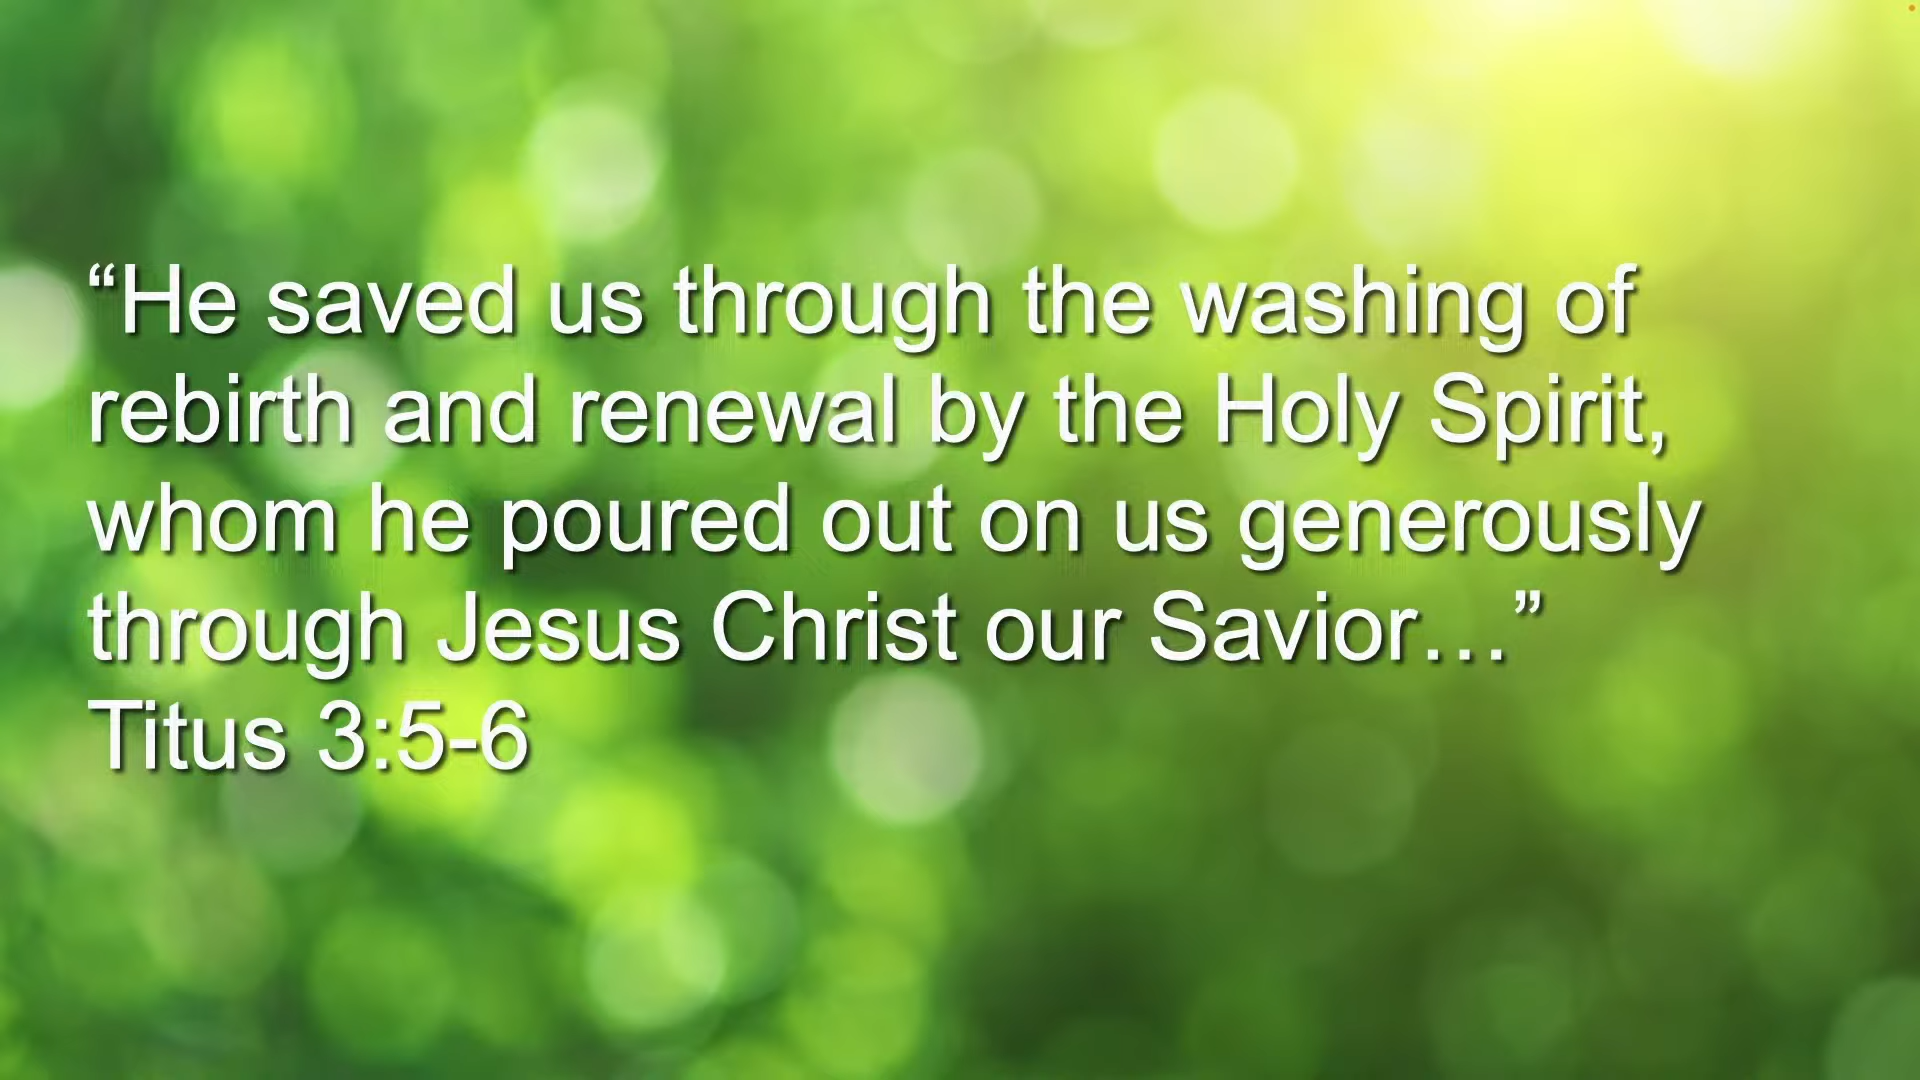 “He saved us through the washing of
rebirth and renewal by the Holy Spirit,
whom he poured out on us generously
through Jesus Christ our Savior…”
Titus 3:5-6